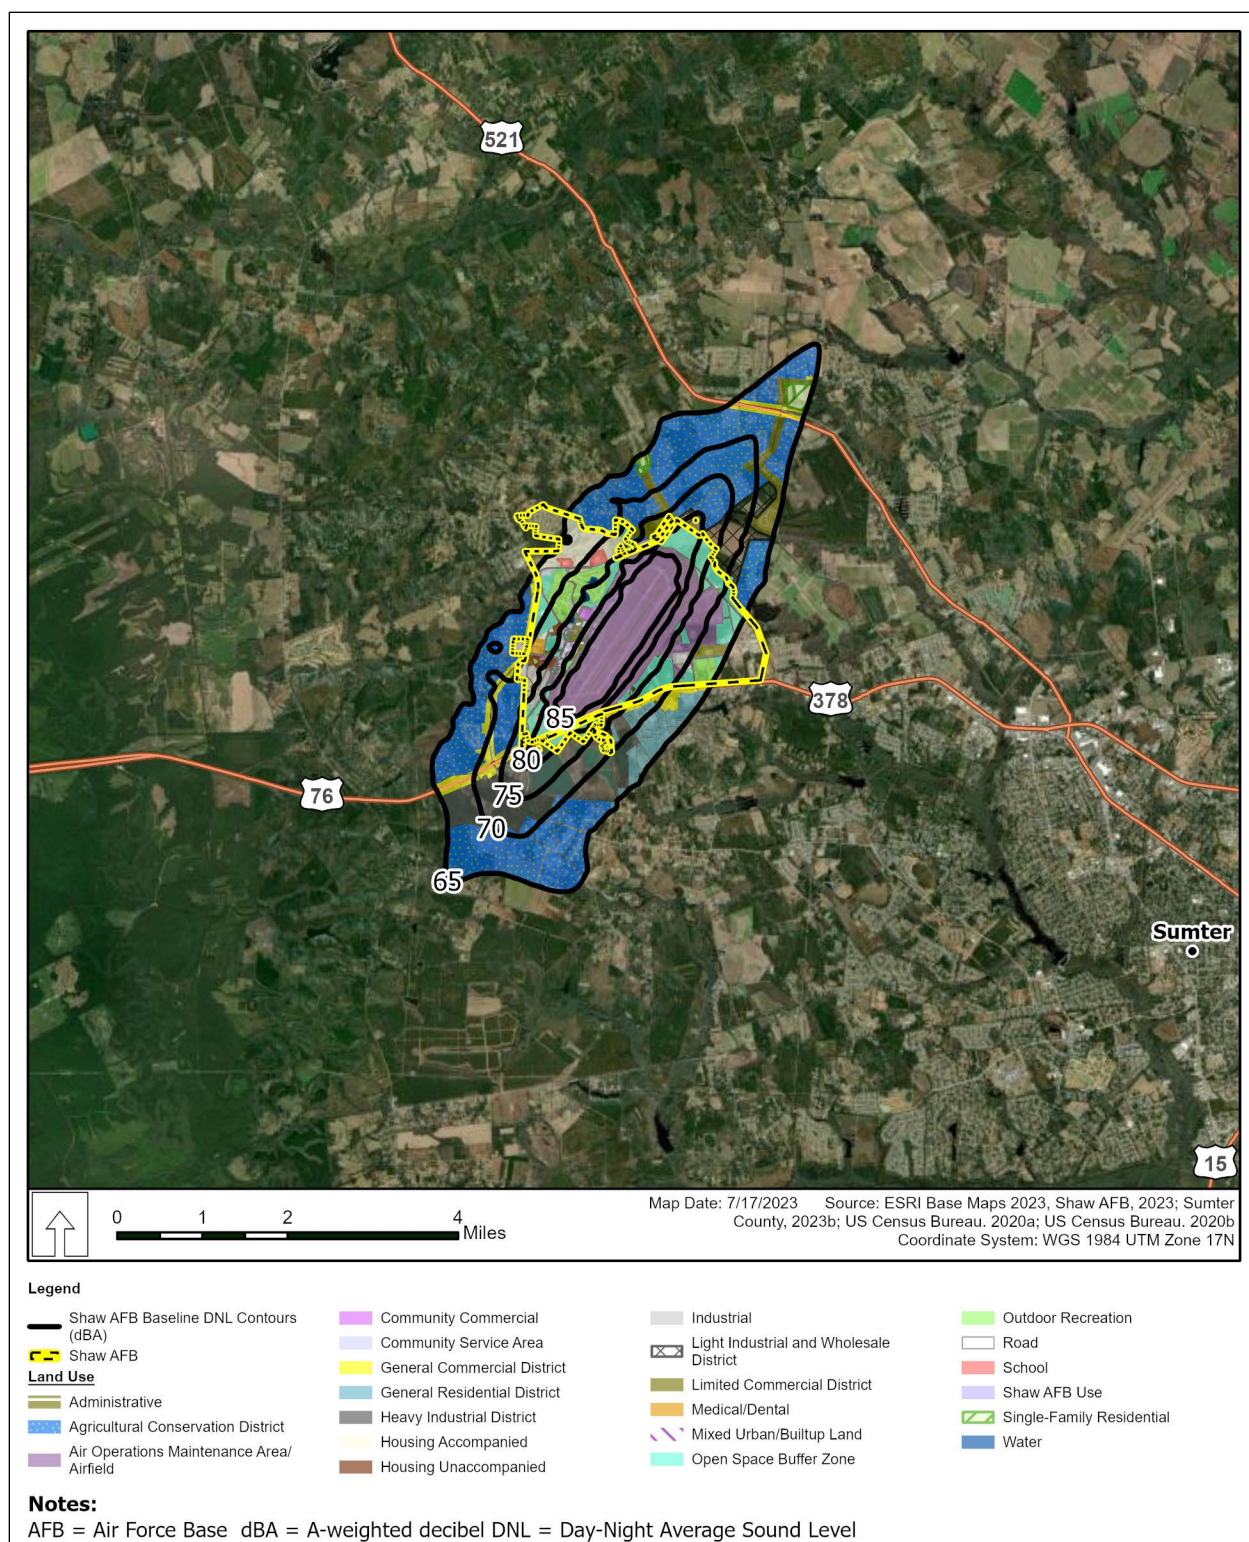 521
378
76
85
80
75
70
65
Sumter
15
0 1 2 4
Miles
Map Date: 7/17/2023 Source: ESRI Base Maps 2023, Shaw AFB, 2023; Sumter
County, 2023b; US Census Bureau. 2020a; US Census Bureau. 2020b
Coordinate System: WGS 1984 UTM Zone 17N
Legend
Shaw AFB Baseline DNL Contours
(dBA)
Shaw AFB
Land Use
Administrative
Agricultural Conservation District
Air Operations Maintenance Area/
Airfield
Community Commercial
Community Service Area
General Commercial District
General Residential District
Heavy Industrial District
Housing Accompanied
Housing Unaccompanied
Industrial
Light Industrial and Wholesale
District
Limited Commercial District
Medical/Dental
Mixed Urban/Builtup Land
Open Space Buffer Zone
Outdoor Recreation
Road
School
Shaw AFB Use
Single-Family Residential
Water
Notes:
AFB = Air Force Base dBA = A-weighted decibel DNL = Day-Night Average Sound Level